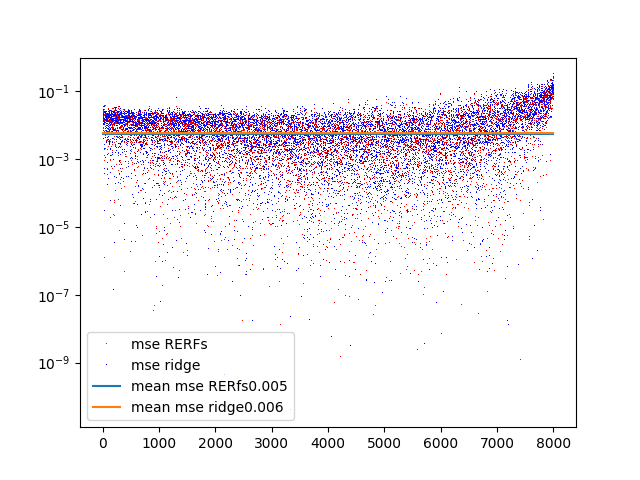 10⁻¹
10⁻³
10⁻⁵
10⁻⁷
10⁻⁹
mse RERFs
mse ridge
mean mse RERfs0.005
mean mse ridge0.006
0 1000 2000 3000 4000 5000 6000 7000 8000